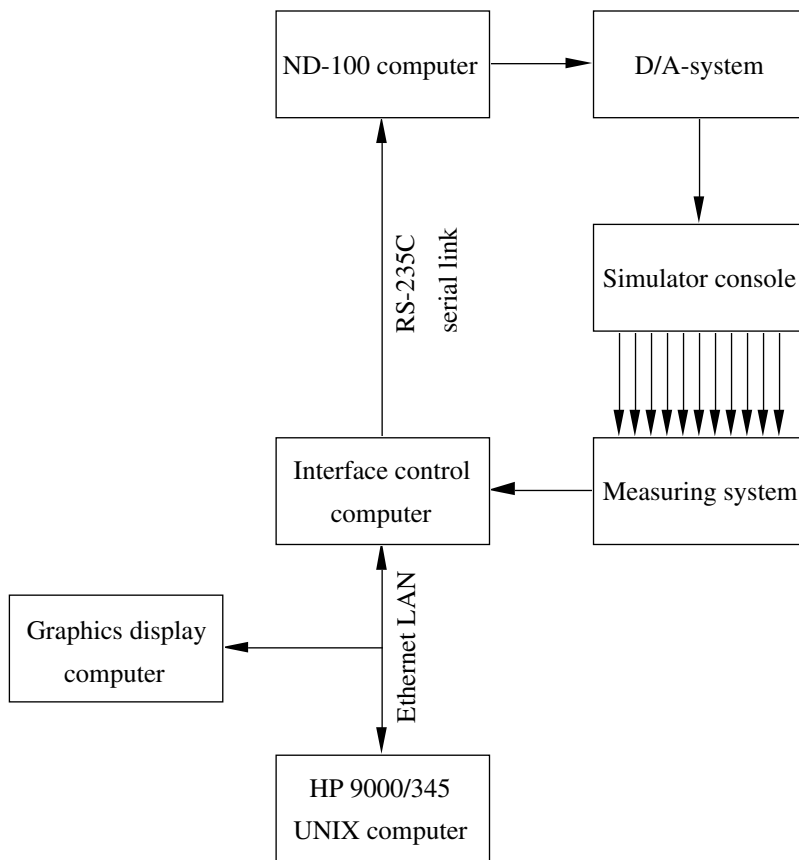 ND-100 computer
D/A-system
RS-235C
serial link
Simulator console
Interface control
computer
Measuring system
Ethernet LAN
Graphics display
computer
HP 9000/345
UNIX computer